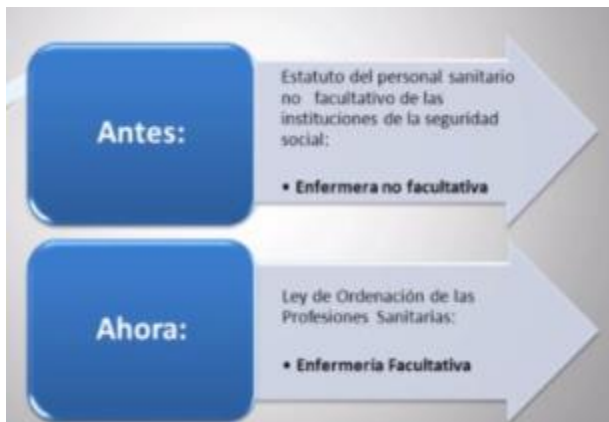 Antes:
Estatuto del personal sanitario
no facultativo de las
instituciones de la seguridad
social:
• Enfermera no facultativa
Ahora:
Ley de Ordenación de las
Profesiones Sanitarias:
• Enfermería Facultativa